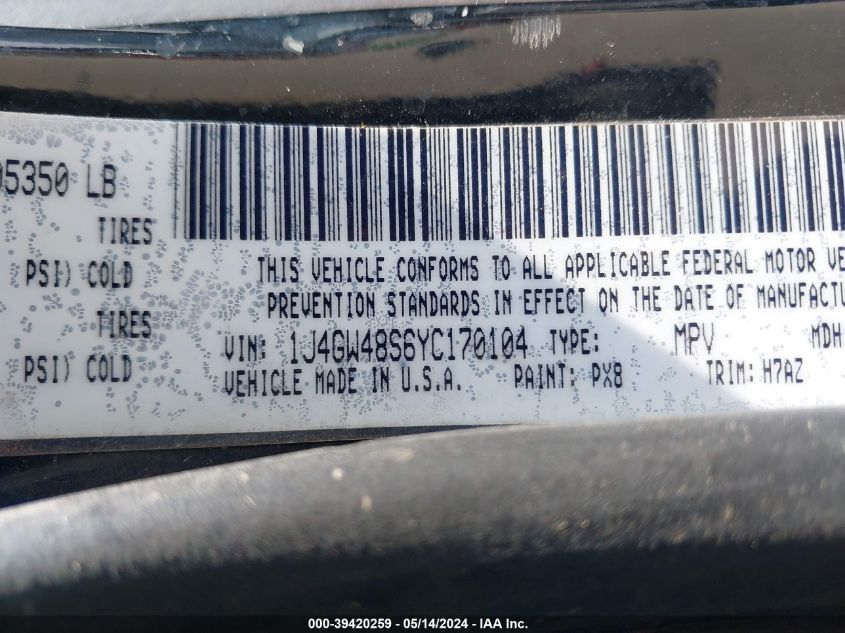 05350 LB
TIRES
PSI) COLD
TIRES
PSI) COLD
THIS VEHICLE CONFORMS TO ALL APPLICABLE FEDERAL MOTOR VE
PREVENTION STANDARDS IN EFFECT ON THE DATE OF MANUFACTU
VIN: 1J4GW48S6YC170104 TYPE: MPV MDH
VEHICLE MADE IN U.S.A. PAINT: PX8 TRIM: H7AZ
000-39420259 - 05/14/2024 - IAA Inc.